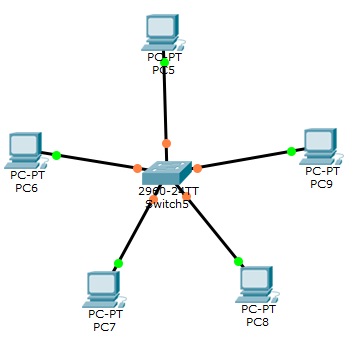 PC-PT
PC5
PC-PT
PC6
PC-PT
PC9
2960-24TT
Switch5
PC-PT
PC7
PC-PT
PC8